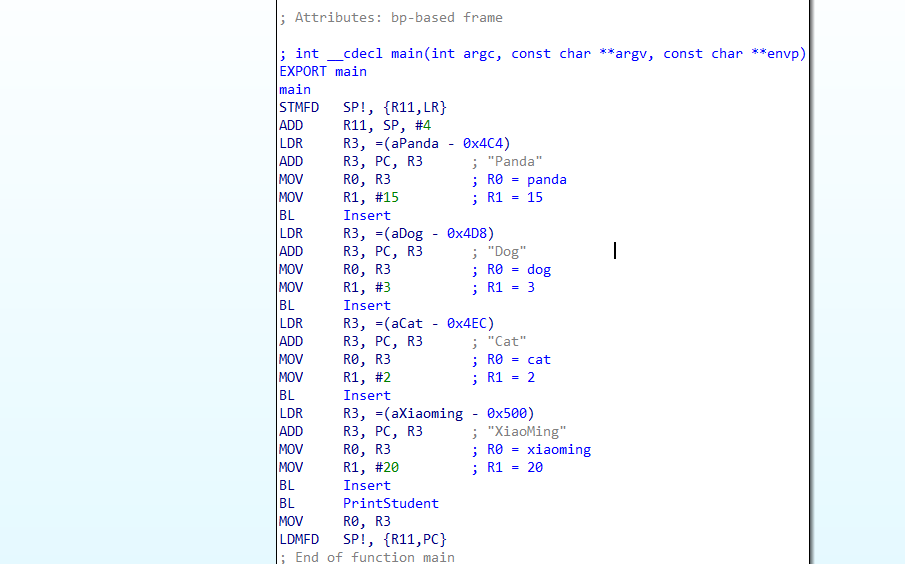 ; Attributes: bp-based frame
; int __cdecl main(int argc, const char **argv, const char **envp)
EXPORT main
main
STMFD SP!, {R11,LR}
ADD R11, SP, #4
LDR R3, =(aPanda - 0x4C4)
ADD R3, PC, R3 ; "Panda"
MOV R0, R3 ; R0 = panda
MOV R1, #15 ; R1 = 15
BL Insert
LDR R3, =(aDog - 0x4D8)
ADD R3, PC, R3 ; "Dog"
MOV R0, R3 ; R0 = dog
MOV R1, #3 ; R1 = 3
BL Insert
LDR R3, =(aCat - 0x4EC)
ADD R3, PC, R3 ; "Cat"
MOV R0, R3 ; R0 = cat
MOV R1, #2 ; R1 = 2
BL Insert
LDR R3, =(aXiaoming - 0x500)
ADD R3, PC, R3 ; "XiaoMing"
MOV R0, R3 ; R0 = xiaoming
MOV R1, #20 ; R1 = 20
BL Insert
BL PrintStudent
MOV R0, R3
LDMFD SP!, {R11,PC}
; End of function main